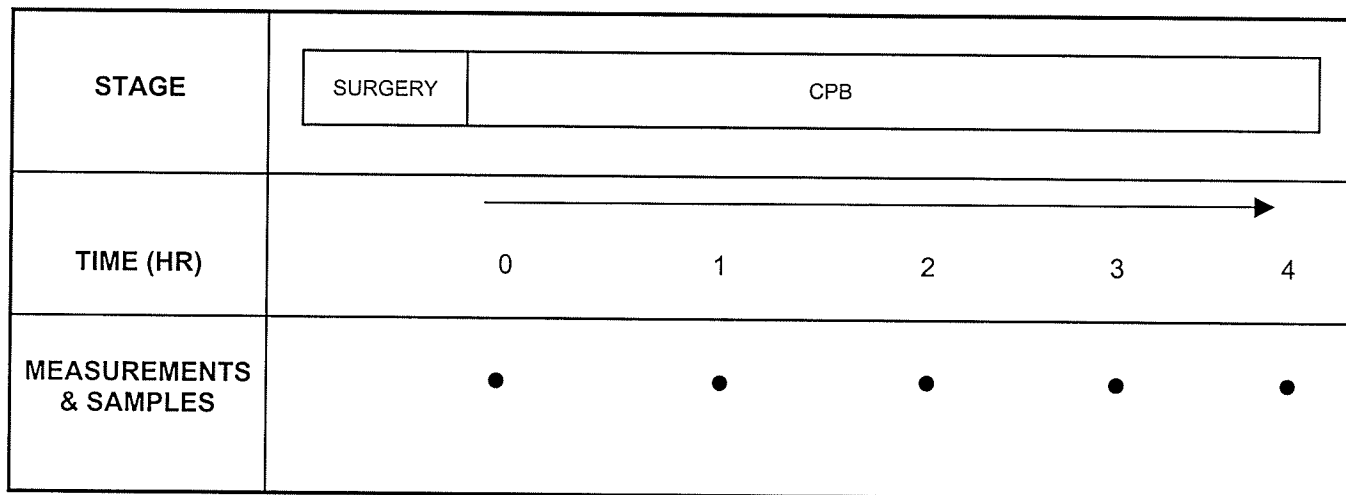 STAGE
SURGERY
CPB
TIME (HR)
0 1 2 3 4
MEASUREMENTS
& SAMPLES